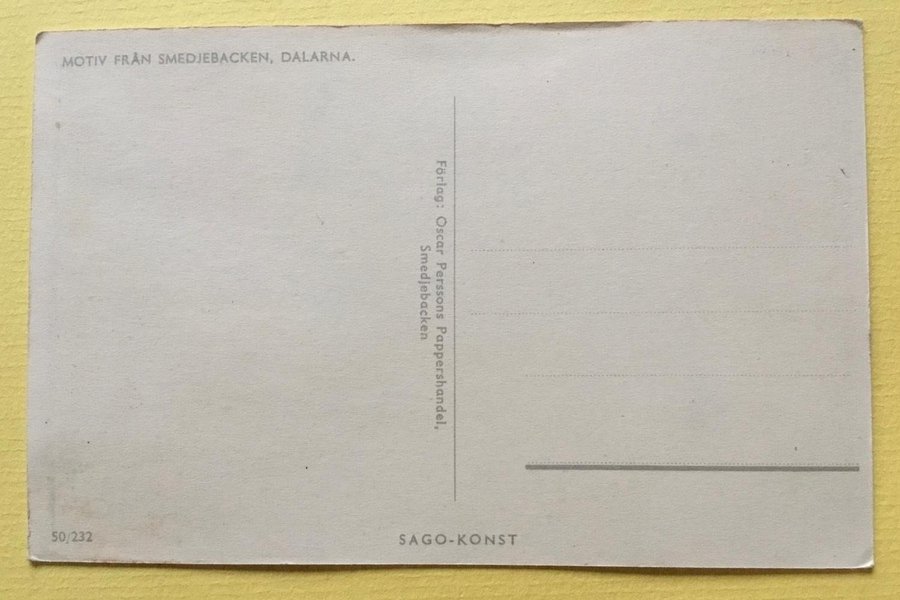 MOTIV FRÅN SMEDJEBACKEN, DALARNA.
Förlag: Oscar Perssons Pappershandel,
Smedjebacken
50/232
SAGO-KONST